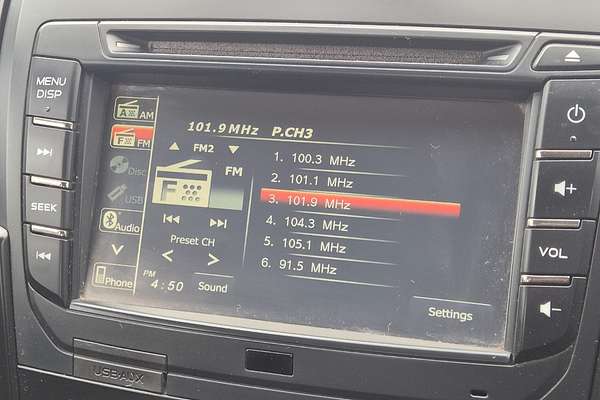 MENU
DISP
SEEK
A AM
F FM
Disc
USB
Audio
Phone
101.9 MHz P.CH3
FM2
FM
F
Preset CH
PM
4:50
Sound
1. 100.3 MHz
2. 101.1 MHz
3. 101.9 MHz
4. 104.3 MHz
5. 105.1 MHz
6. 91.5 MHz
Settings
VOL
USB·AUX